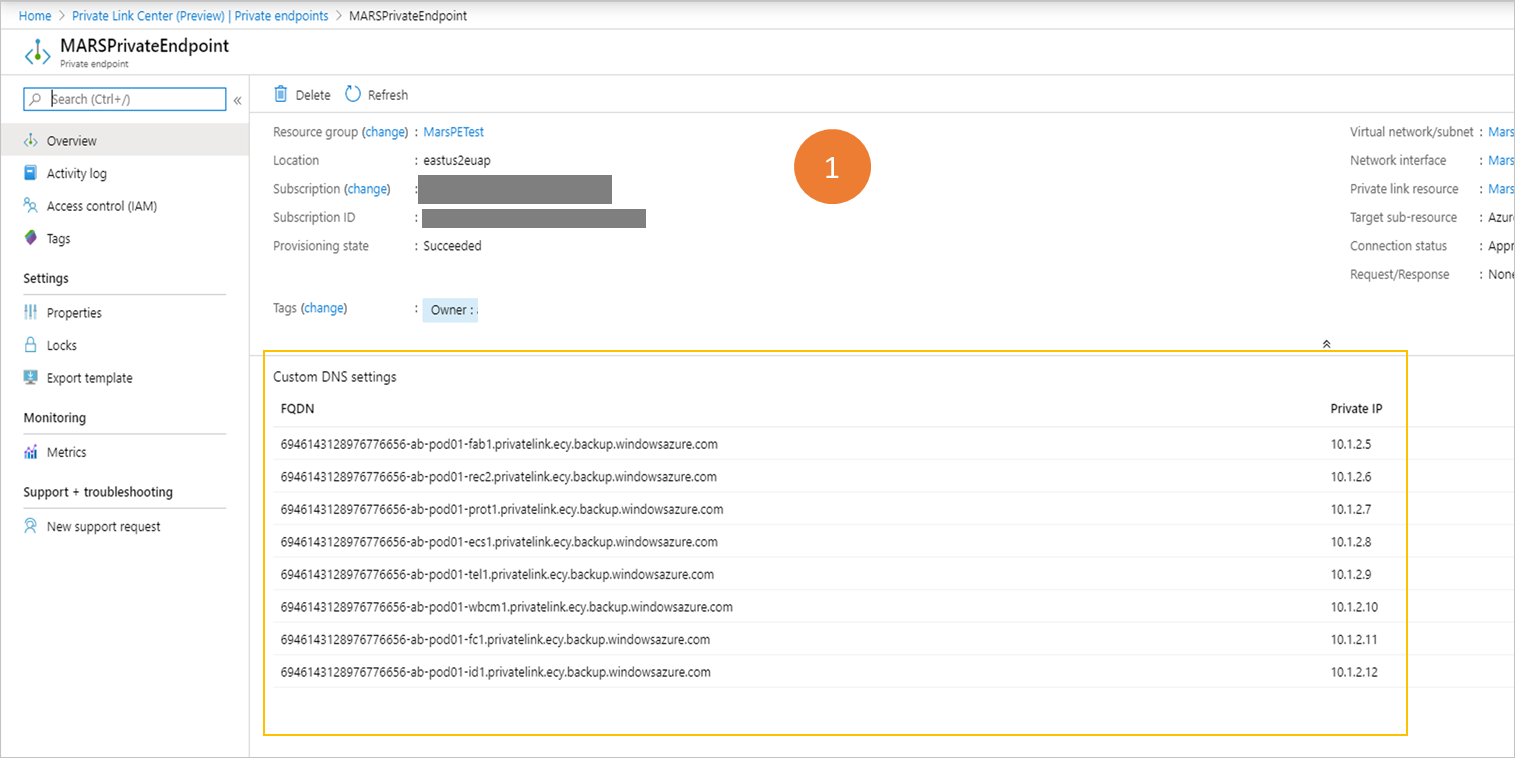 Home > Private Link Center (Preview) | Private endpoints > MARSPrivateEndpoint
MARSPrivateEndpoint
Private endpoint
Search (Ctrl+/) «
Overview
Activity log
Access control (IAM)
Tags
Settings
Properties
Locks
Export template
Monitoring
Metrics
Support + troubleshooting
New support request
Delete Refresh
Resource group (change) : MarsPETest
Location : eastus2euap
Subscription (change) :
Subscription ID :
Provisioning state : Succeeded
Tags (change) : Owner :
1
Virtual network/subnet : Mars
Network interface : Mars
Private link resource : Mars
Target sub-resource : Azur
Connection status : Appr
Request/Response : None
Custom DNS settings
FQDN Private IP
6946143128976776656-ab-pod01-fab1.privatelink.ecy.backup.windowsazure.com 10.1.2.5
6946143128976776656-ab-pod01-rec2.privatelink.ecy.backup.windowsazure.com 10.1.2.6
6946143128976776656-ab-pod01-prot1.privatelink.ecy.backup.windowsazure.com 10.1.2.7
6946143128976776656-ab-pod01-ecs1.privatelink.ecy.backup.windowsazure.com 10.1.2.8
6946143128976776656-ab-pod01-tel1.privatelink.ecy.backup.windowsazure.com 10.1.2.9
6946143128976776656-ab-pod01-wbcm1.privatelink.ecy.backup.windowsazure.com 10.1.2.10
6946143128976776656-ab-pod01-fc1.privatelink.ecy.backup.windowsazure.com 10.1.2.11
6946143128976776656-ab-pod01-id1.privatelink.ecy.backup.windowsazure.com 10.1.2.12